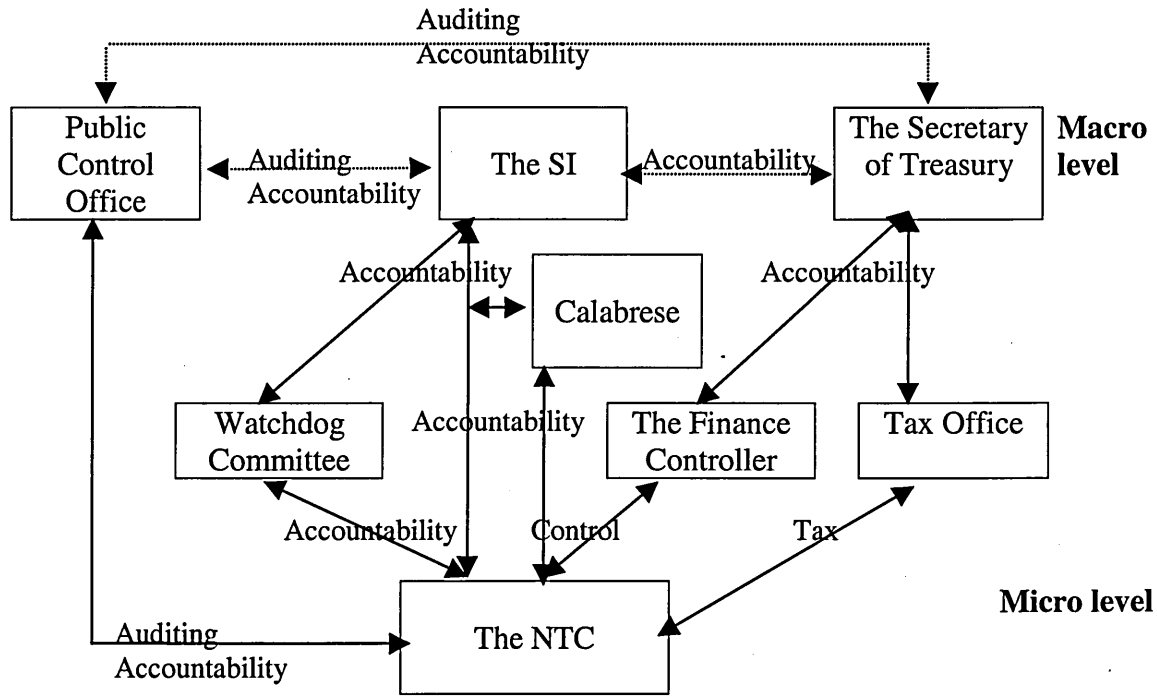 Auditing
Accountability
Public
Control
Office
Auditing
Accountability
The SI
Accountability
The Secretary
of Treasury
Macro
level
Accountability
Calabrese
Accountability
Watchdog
Committee
Accountability
The Finance
Controller
Tax Office
Accountability
Control
Tax
Micro level
Auditing
Accountability
The NTC